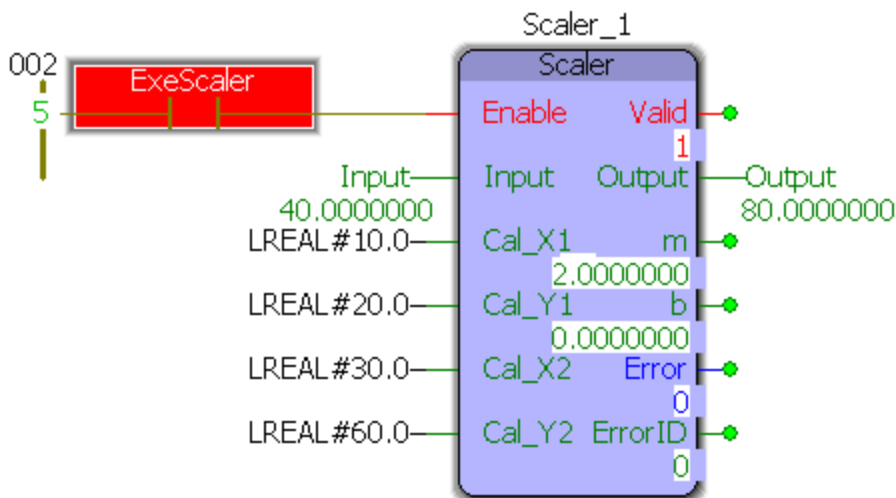 Scaler_1
002
ExeScaler
Scaler
5
Enable Valid
1
Input Input Output Output
40.0000000 80.0000000
LREAL#10.0 Cal_X1 m
2.0000000
LREAL#20.0 Cal_Y1 b
0.0000000
LREAL#30.0 Cal_X2 Error
0
LREAL#60.0 Cal_Y2 ErrorID
0